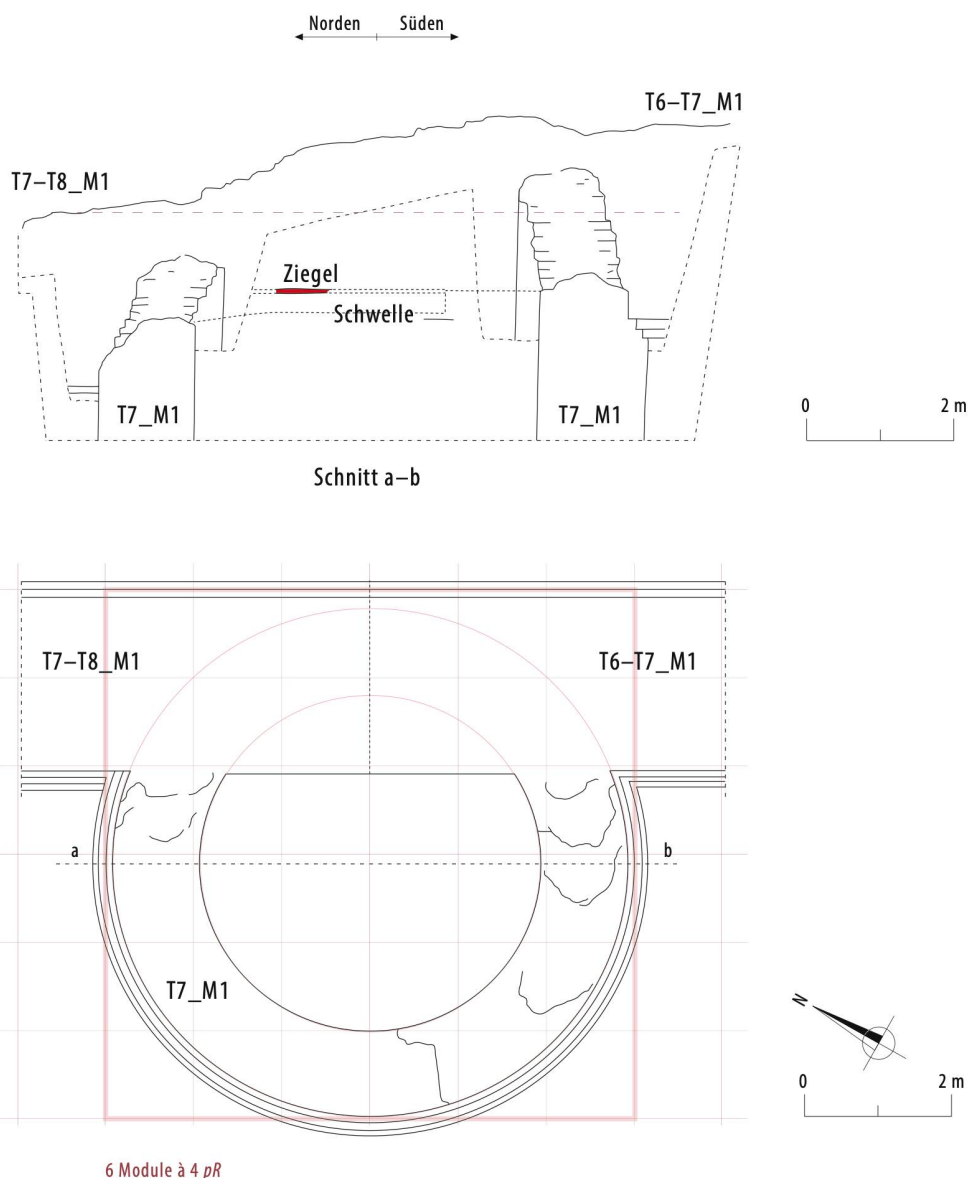 Norden Süden
T6–T7_M1
T7–T8_M1
Ziegel
Schwelle
T7_M1 T7_M1
0 2 m
Schnitt a–b
T7–T8_M1 T6–T7_M1
a b
T7_M1
N
0 2 m
6 Module à 4 pR